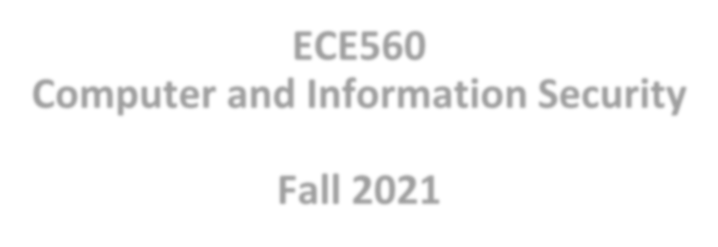 ECE560
Computer and Information Security
Fall 2021